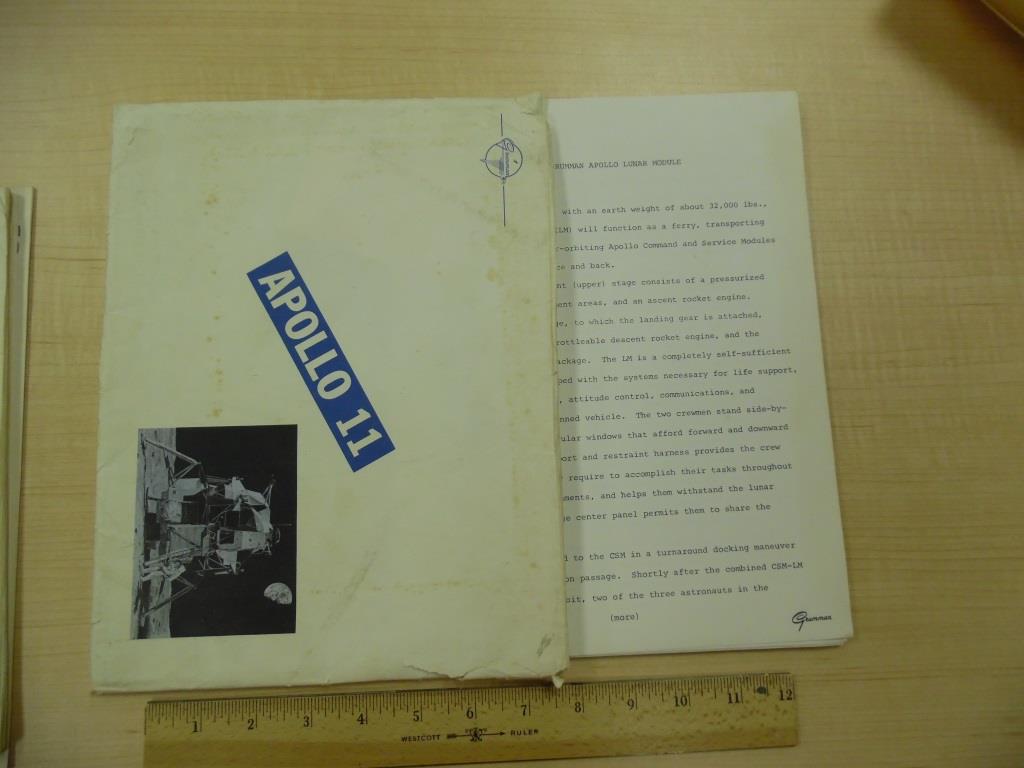 APOLLO 11
GRUMMAN APOLLO LUNAR MODULE
with an earth weight of about 32,000 lbs.,
(LM) will function as a ferry, transporting
r-orbiting Apollo Command and Service Modules
ce and back.
nt (upper) stage consists of a pressurized
ent areas, and an ascent rocket engine.
ge, to which the landing gear is attached,
rottleable descent rocket engine, and the
ackage. The LM is a completely self-sufficient
ped with the systems necessary for life support,
, attitude control, communications, and
nned vehicle. The two crewmen stand side-by-
ular windows that afford forward and downward
ort and restraint harness provides the crew
require to accomplish their tasks throughout
ments, and helps them withstand the lunar
ge center panel permits them to share the
d to the CSM in a turnaround docking maneuver
on passage. Shortly after the combined CSM-LM
bit, two of the three astronauts in the
(more)
Grumman
1 2 3 4 5 6 7 8 9 10 11 12
WESTCOTT RULER